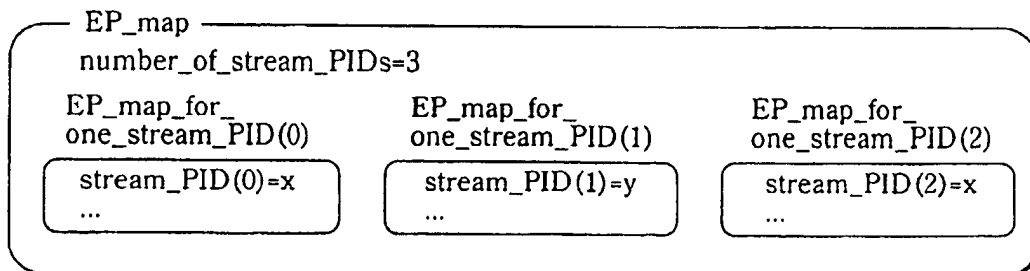 EP_map
number_of_stream_PIDs=3
EP_map_for_
one_stream_PID(0)
stream_PID(0)=x
...
EP_map_for_
one_stream_PID(1)
stream_PID(1)=y
...
EP_map_for_
one_stream_PID(2)
stream_PID(2)=x
...